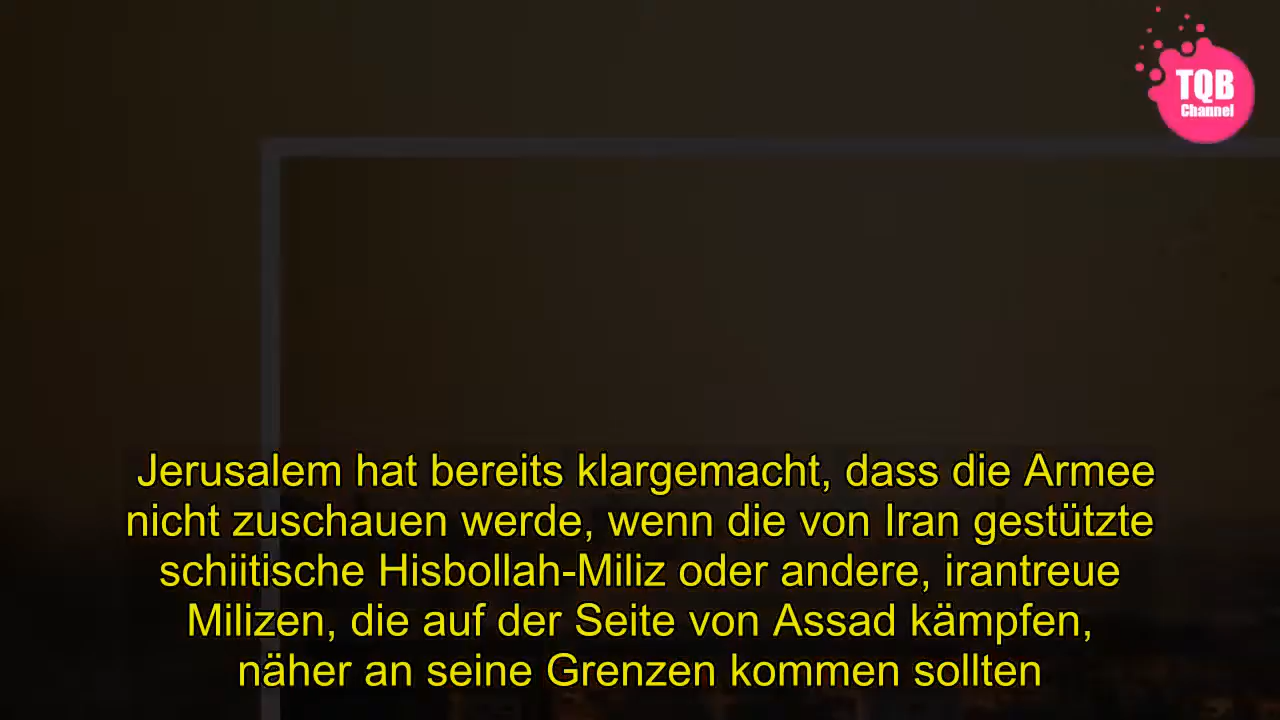 TQB
Channel
Jerusalem hat bereits klargemacht, dass die Armee
nicht zuschauen werde, wenn die von Iran gestützte
schiitische Hisbollah-Miliz oder andere, irantreue
Milizen, die auf der Seite von Assad kämpfen,
näher an seine Grenzen kommen sollten